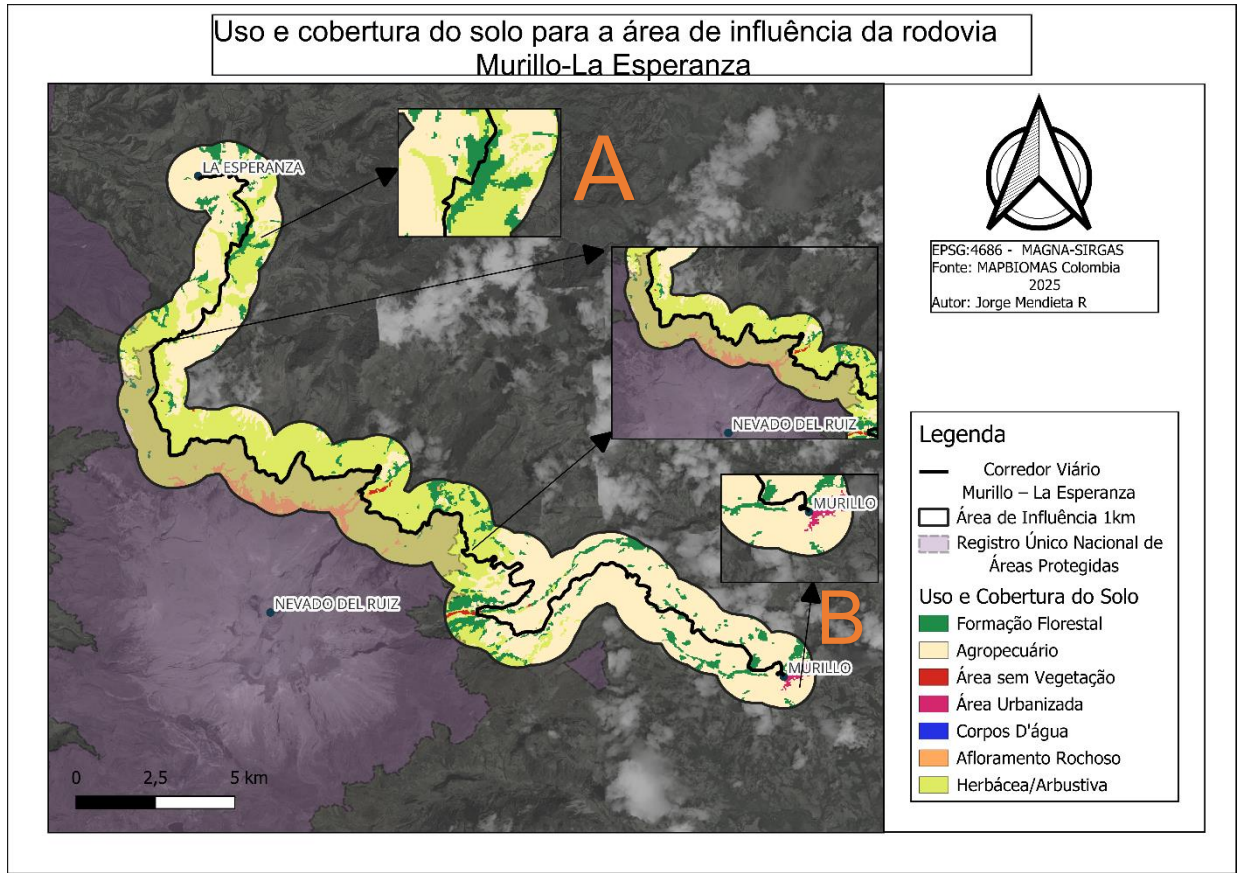 Uso e cobertura do solo para a área de influência da rodovia
Murillo-La Esperanza
LA ESPERANZA
A
NEVADO DEL RUIZ
MURILLO
B
NEVADO DEL RUIZ
MURILLO
0 2,5 5 km
EPSG:4686 - MAGNA-SIRGAS
Fonte: MAPBIOMAS Colombia
2025
Autor: Jorge Mendieta R
Legenda
Corredor Viário
Murillo – La Esperanza
Área de Influência 1km
Registro Único Nacional de
Áreas Protegidas
Uso e Cobertura do Solo
Formação Florestal
Agropecuário
Área sem Vegetação
Área Urbanizada
Corpos D'água
Afloramento Rochoso
Herbácea/Arbustiva